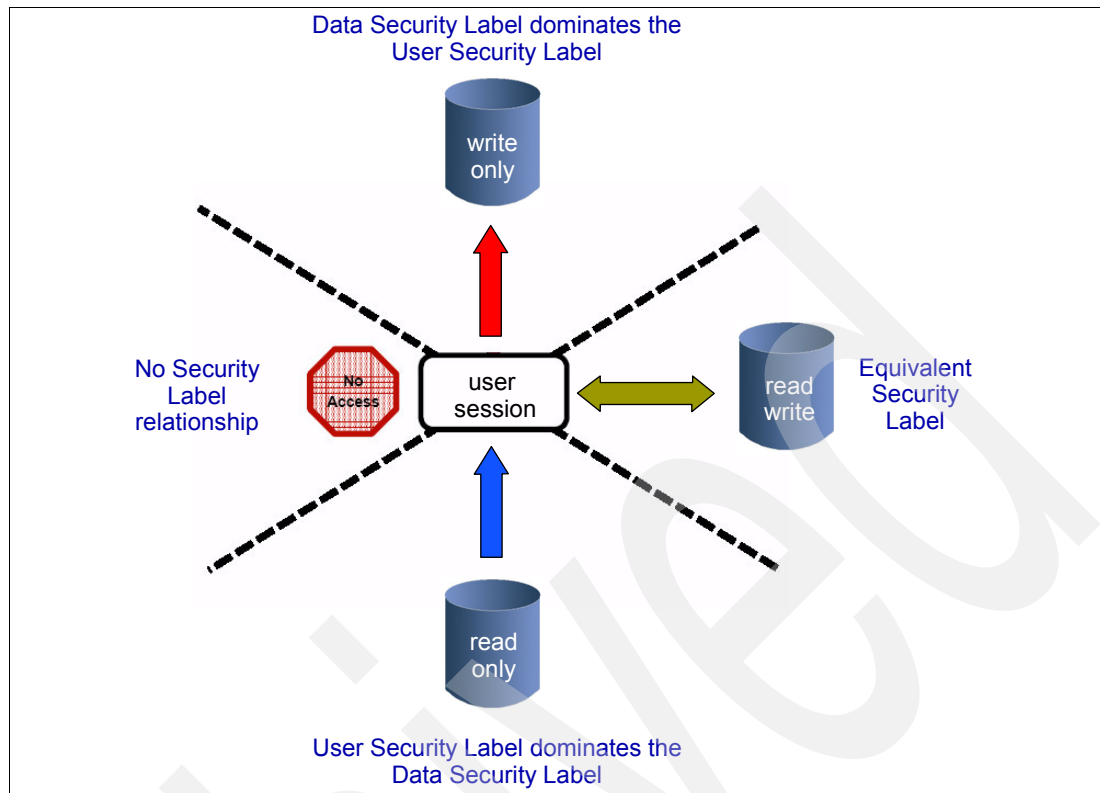 Data Security Label dominates the
User Security Label
write
only
No Security
Label
relationship
No
Access
user
session
read
write
Equivalent
Security
Label
read
only
User Security Label dominates the
Data Security Label